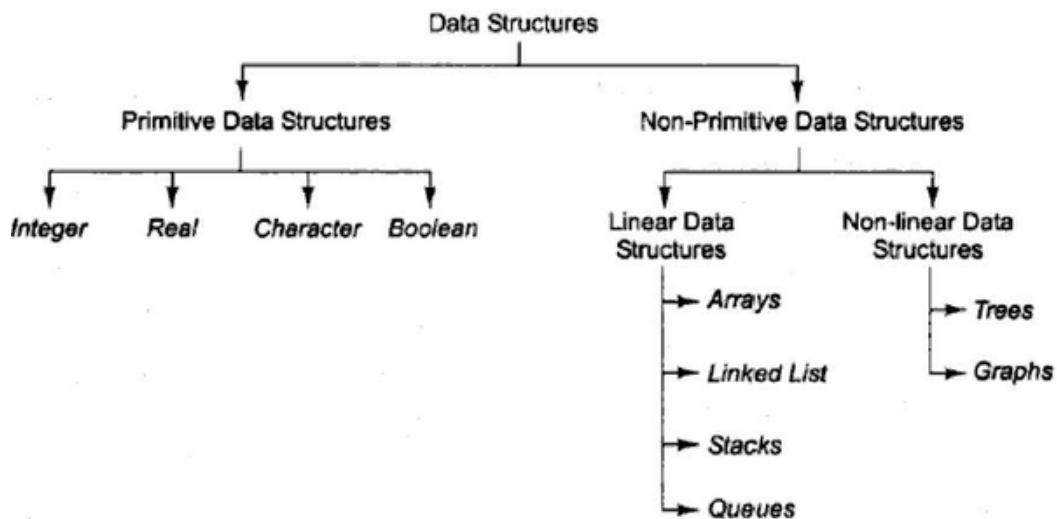 Data Structures
Primitive Data Structures
Non-Primitive Data Structures
Integer
Real
Character
Boolean
Linear Data
Structures
Non-linear Data
Structures
Arrays
Linked List
Stacks
Queues
Trees
Graphs